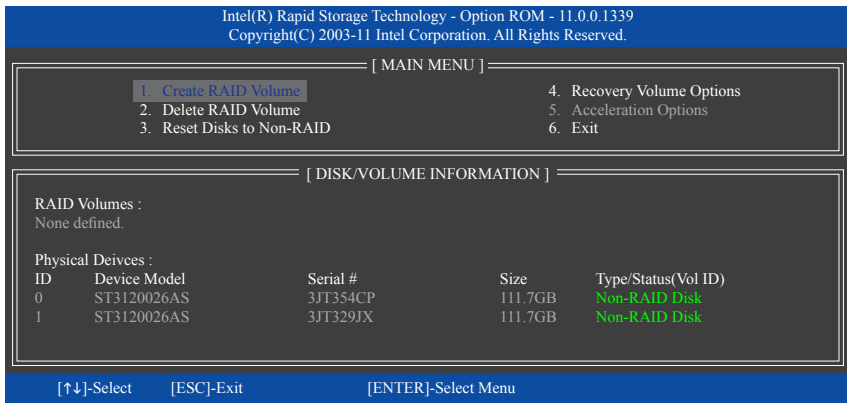 Intel(R) Rapid Storage Technology - Option ROM - 11.0.0.1339
Copyright(C) 2003-11 Intel Corporation. All Rights Reserved.
[ MAIN MENU ]
1. Create RAID Volume
2. Delete RAID Volume
3. Reset Disks to Non-RAID
4. Recovery Volume Options
5. Acceleration Options
6. Exit
[ DISK/VOLUME INFORMATION ]
RAID Volumes :
None defined.
Physical Deivces :
ID Device Model Serial # Size Type/Status(Vol ID)
0 ST3120026AS 3JT354CP 111.7GB Non-RAID Disk
1 ST3120026AS 3JT329JX 111.7GB Non-RAID Disk
[↑↓]-Select [ESC]-Exit [ENTER]-Select Menu